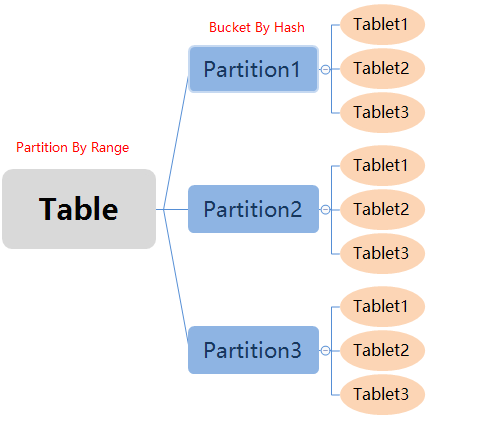 Bucket By Hash
Partition By Range
Table
Partition1
Tablet1
Tablet2
Tablet3
Partition2
Tablet1
Tablet2
Tablet3
Partition3
Tablet1
Tablet2
Tablet3